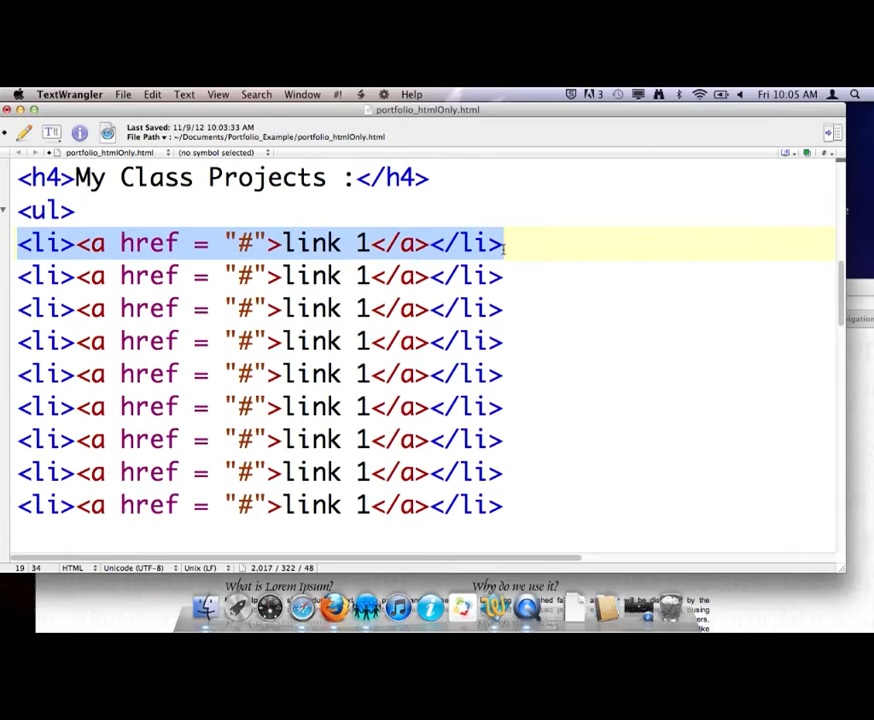 TextWrangler File Edit Text View Search Window #! Help 3 Fri 10:05 AM
portfolio_htmlOnly.html
Last Saved: 11/9/12 10:03:33 AM
File Path ▾ : ~/Documents/Portfolio_Example/portfolio_htmlOnly.html
portfolio_htmlOnly.html (no symbol selected)
<h4>My Class Projects :</h4>
<ul>
<li><a href = "#">link 1</a></li>
<li><a href = "#">link 1</a></li>
<li><a href = "#">link 1</a></li>
<li><a href = "#">link 1</a></li>
<li><a href = "#">link 1</a></li>
<li><a href = "#">link 1</a></li>
<li><a href = "#">link 1</a></li>
<li><a href = "#">link 1</a></li>
<li><a href = "#">link 1</a></li>
19 34 HTML Unicode (UTF-8) Unix (LF) 2,017 / 322 / 48
What is Lorem Ipsum? Why do we use it?